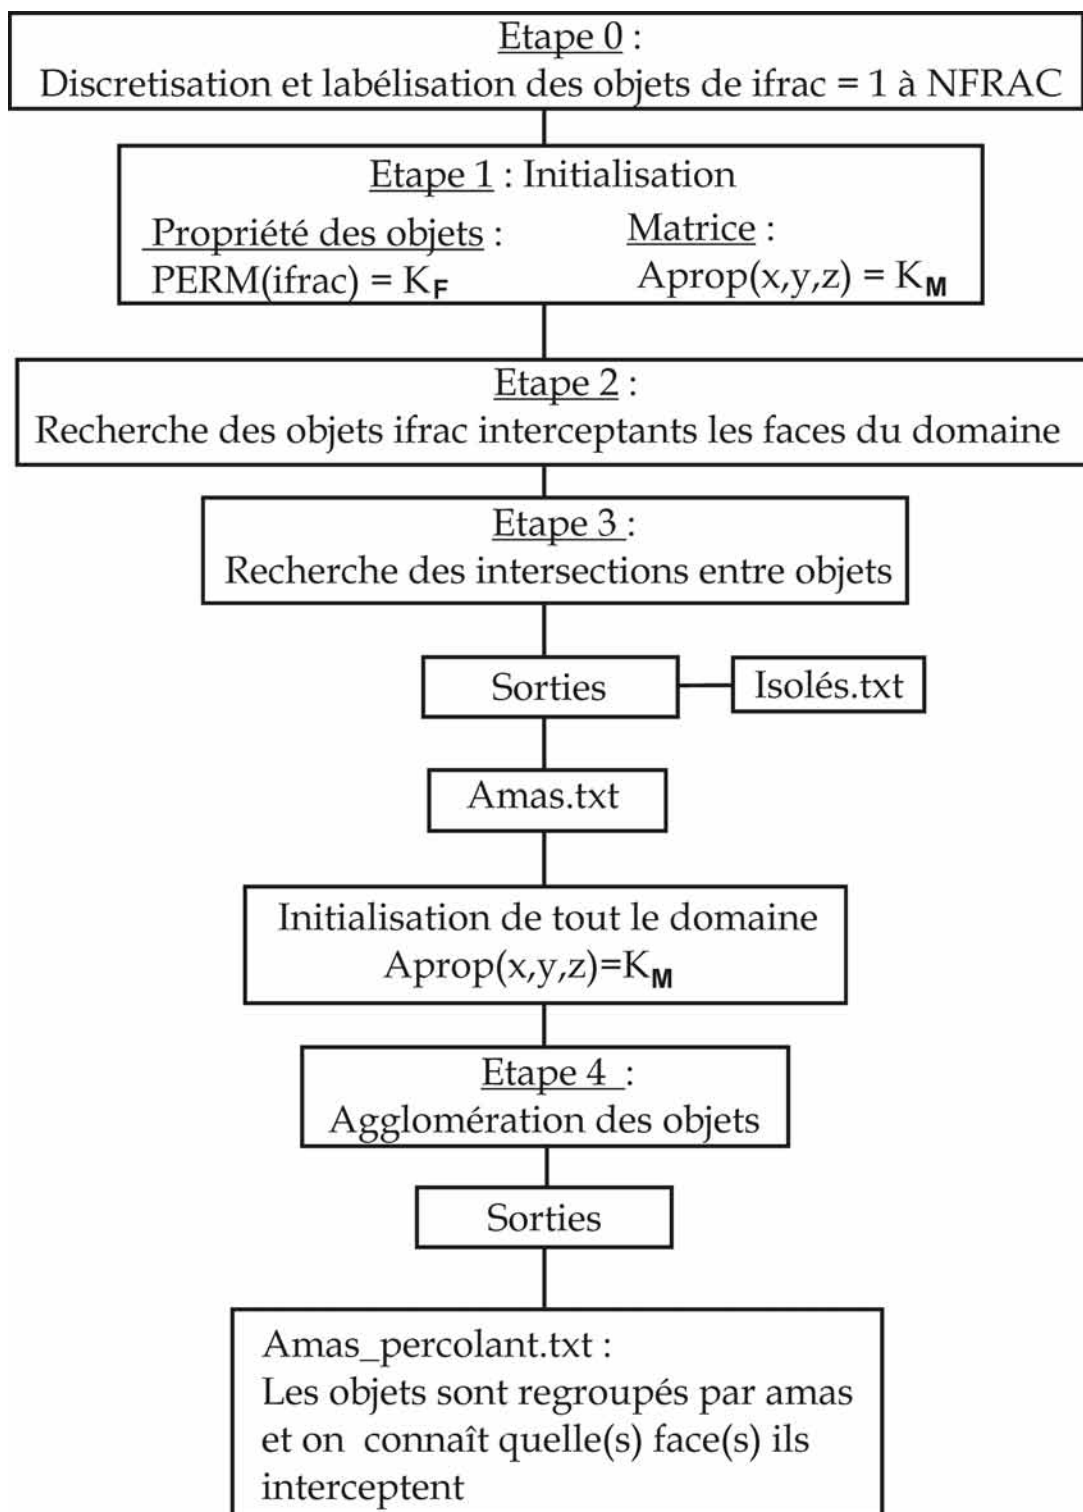 Etape 0 :
Discretisation et labélisation des objets de ifrac = 1 à NFRAC
Etape 1 : Initialisation
Propriété des objets :
PERM(ifrac) = KF
Matrice :
Aprop(x,y,z) = KM
Etape 2 :
Recherche des objets ifrac interceptants les faces du domaine
Etape 3 :
Recherche des intersections entre objets
Sorties
Isolés.txt
Amas.txt
Initialisation de tout le domaine
Aprop(x,y,z)=KM
Etape 4 :
Agglomération des objets
Sorties
Amas_percolant.txt :
Les objets sont regroupés par amas
et on connaît quelle(s) face(s) ils
interceptent